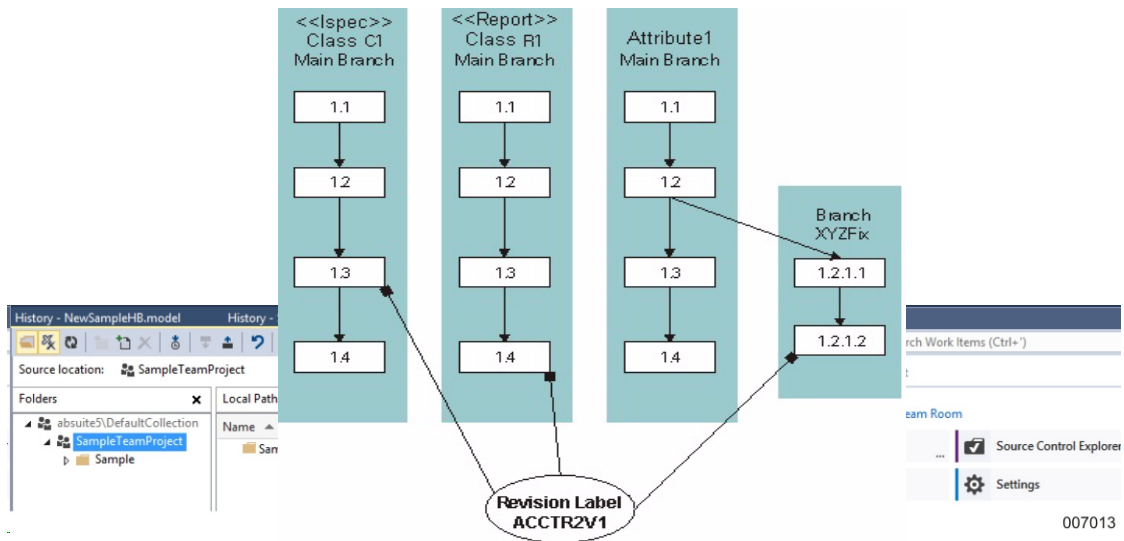 <<Ispec>>
Class C1
Main Branch
1.1
1.2
1.3
1.4
<<Report>>
Class R1
Main Branch
1.1
1.2
1.3
1.4
Attribute1
Main Branch
1.1
1.2
1.3
1.4
Branch
XYZFix
1.2.1.1
1.2.1.2
Revision Label
ACCTR2V1
History - NewSampleHB.model
History -
Source location: SampleTeamProject
Folders
absuite5\DefaultCollection
SampleTeamProject
Sample
Local Path
Name
Sam
rch Work Items (Ctrl+')
eam Room
...
Source Control Explorer
Settings
007013